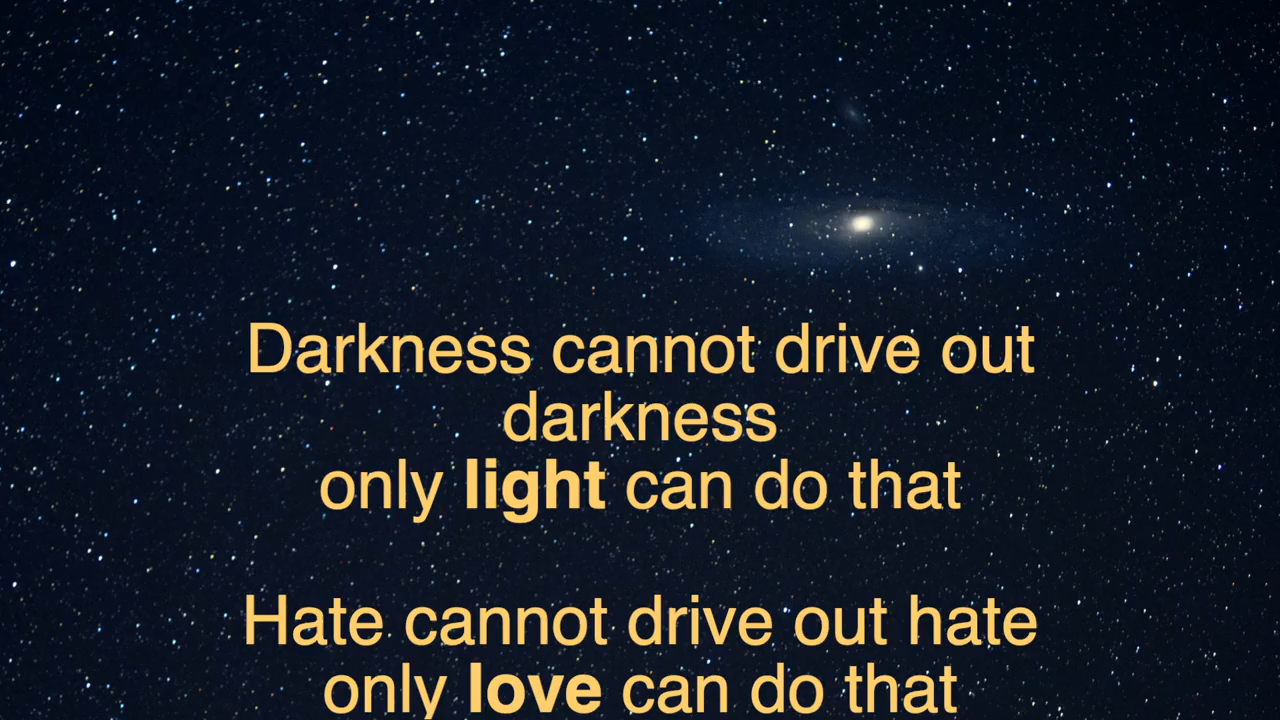 Darkness cannot drive out
darkness
only light can do that
Hate cannot drive out hate
only love can do that